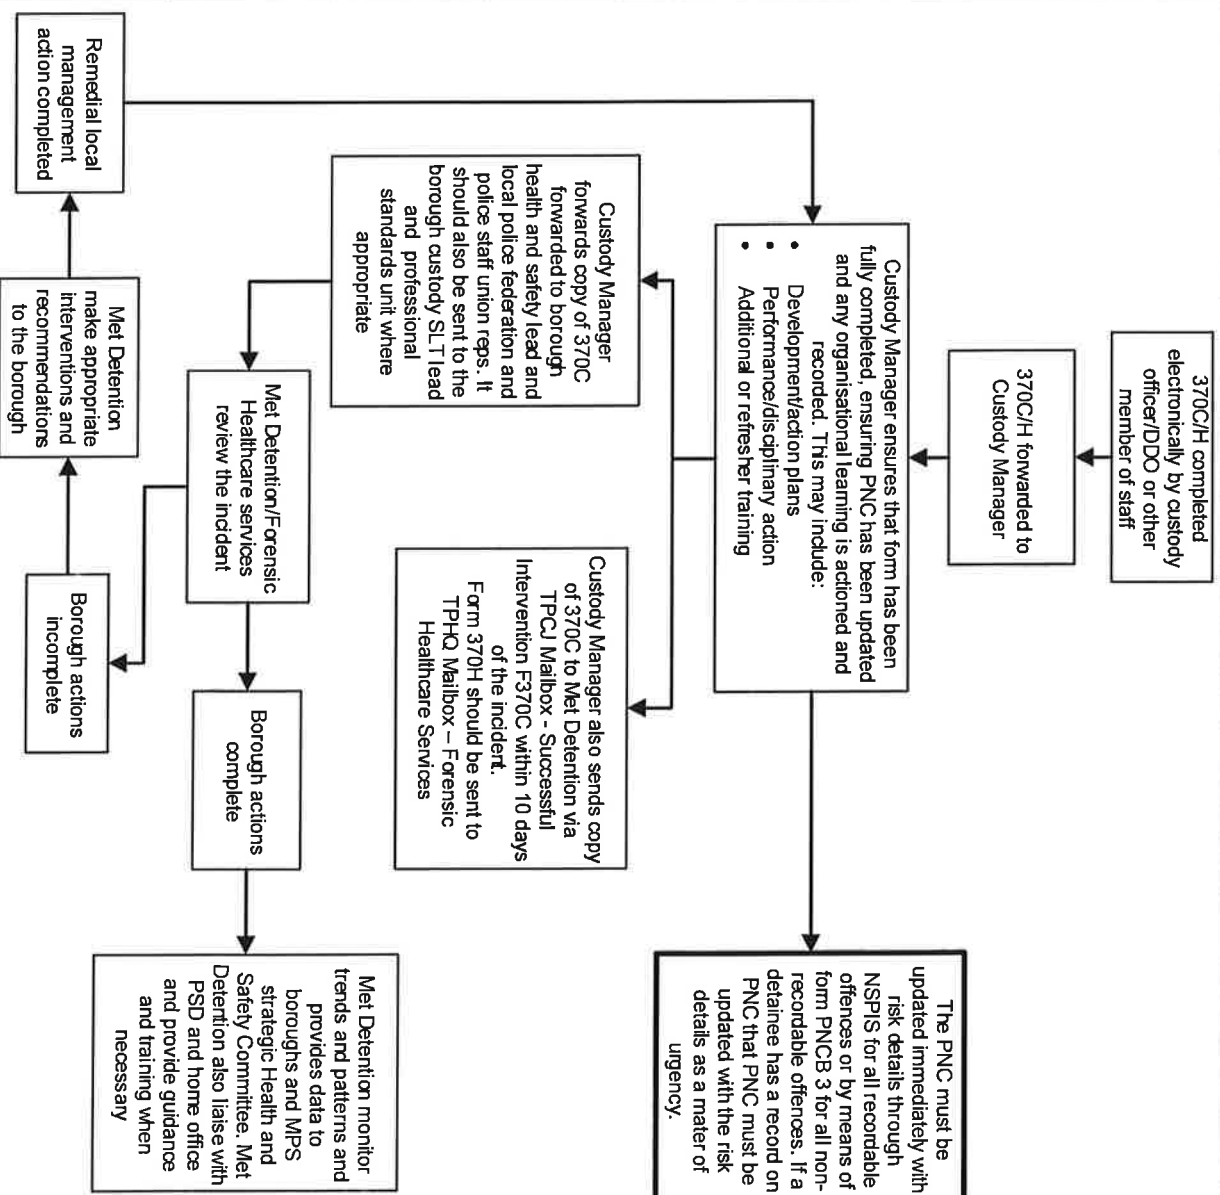 370C/H completed
electronically by custody
officer/DDO or other
member of staff
370C/H forwarded to
Custody Manager
Custody Manager ensures that form has been
fully completed, ensuring PNC has been updated
and any organisational learning is actioned and
recorded. This may include:
• Development/action plans
• Performance/disciplinary action
• Additional or refresher training
The PNC must be
updated immediately with
risk details through
NSPIS for all recordable
offences or by means of
form PNCB 3 for all non-
recordable offences. If a
detainee has a record on
PNC that PNC must be
updated with the risk
details as a mater of
urgency.
Custody Manager
forwards copy of 370C
forwarded to borough
health and safety lead and
local police federation and
police staff union reps. It
should also be sent to the
borough custody SLT lead
and professional
standards unit where
appropriate
Custody Manager also sends copy
of 370C to Met Detention via
TPCJ Mailbox - Successful
Intervention F370C within 10 days
of the incident.
Form 370H should be sent to
TPHQ Mailbox – Forensic
Healthcare Services
Met Detention/Forensic
Healthcare services
review the incident
Borough actions
complete
Met Detention monitor
trends and patterns and
provides data to
boroughs and MPS
strategic Health and
Safety Committee. Met
Detention also liaise with
PSD and home office
and provide guidance
and training when
necessary
Borough actions
incomplete
Met Detention
make appropriate
interventions and
recommendations
to the borough
Remedial local
management
action completed